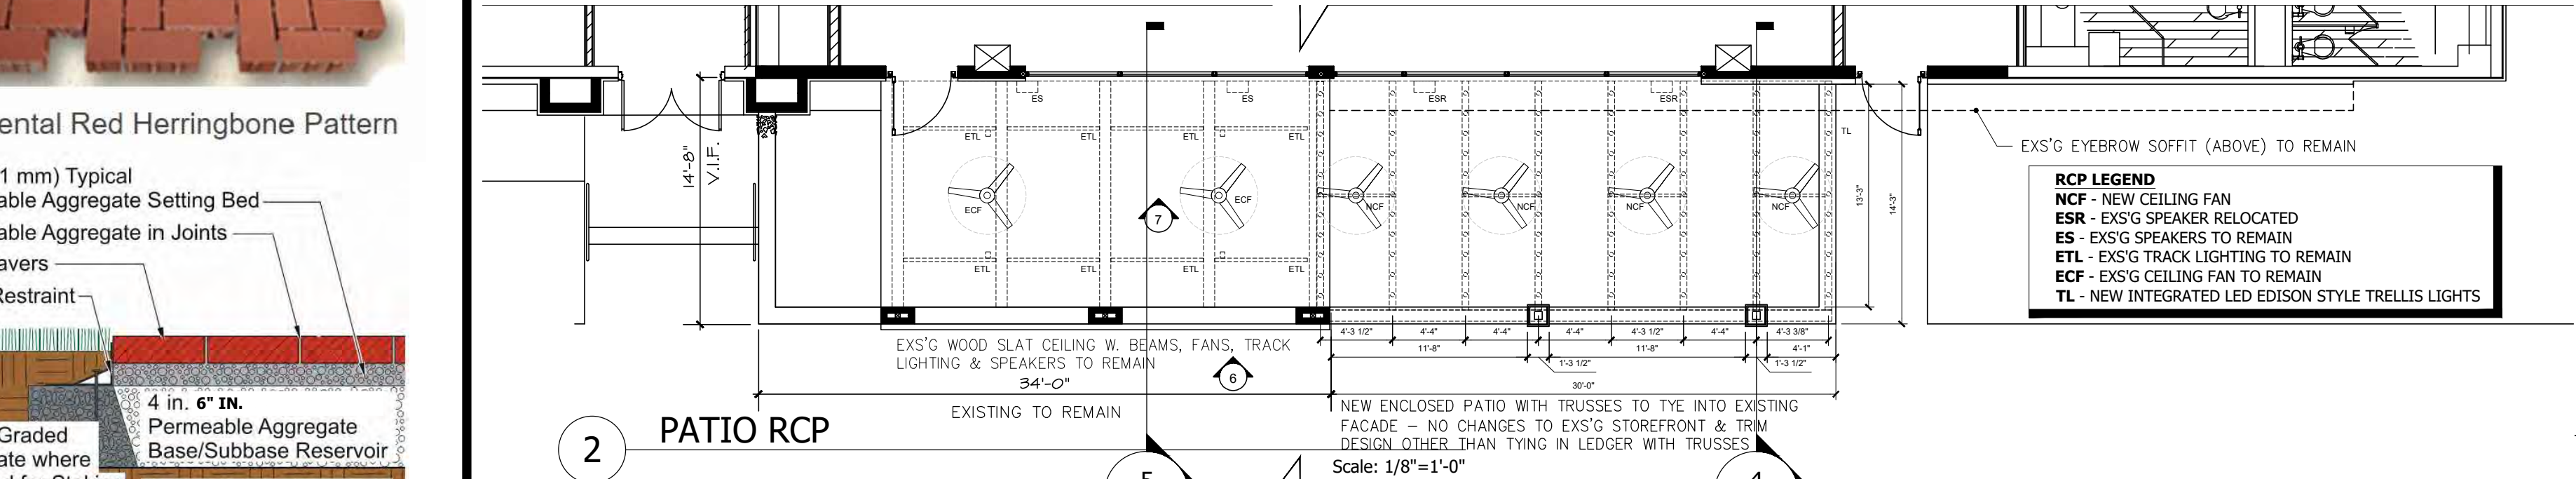 ental Red Herringbone Pattern
1 mm) Typical
able Aggregate Setting Bed
able Aggregate in Joints
avers
Restraint
4 in. 6" IN.
Permeable Aggregate
Base/Subbase Reservoir
Graded
ate where
14'-8"
V.I.F.
ES
ES
ESR
ESR
ETL
ETL
ETL
ETL
TL
ECF
ECF
NCF
NCF
NCF
NCF
7
ETL
ETL
ETL
ETL
13'-3"
14'-3"
EXS'G EYEBROW SOFFIT (ABOVE) TO REMAIN
RCP LEGEND
NCF - NEW CEILING FAN
ESR - EXS'G SPEAKER RELOCATED
ES - EXS'G SPEAKERS TO REMAIN
ETL - EXS'G TRACK LIGHTING TO REMAIN
ECF - EXS'G CEILING FAN TO REMAIN
TL - NEW INTEGRATED LED EDISON STYLE TRELLIS LIGHTS
4'-3 1/2"
4'-4"
4'-4"
4'-4"
4'-3 1/2"
4'-4"
4'-3 3/8"
11'-8"
11'-8"
4'-1"
1'-3 1/2"
1'-3 1/2"
30'-0"
EXS'G WOOD SLAT CEILING W. BEAMS, FANS, TRACK
LIGHTING & SPEAKERS TO REMAIN
6
34'-0"
EXISTING TO REMAIN
NEW ENCLOSED PATIO WITH TRUSSES TO TYE INTO EXISTING
FACADE – NO CHANGES TO EXS'G STOREFRONT & TRIM
DESIGN OTHER THAN TYING IN LEDGER WITH TRUSSES
2
PATIO RCP
Scale: 1/8"=1'-0"
5
4